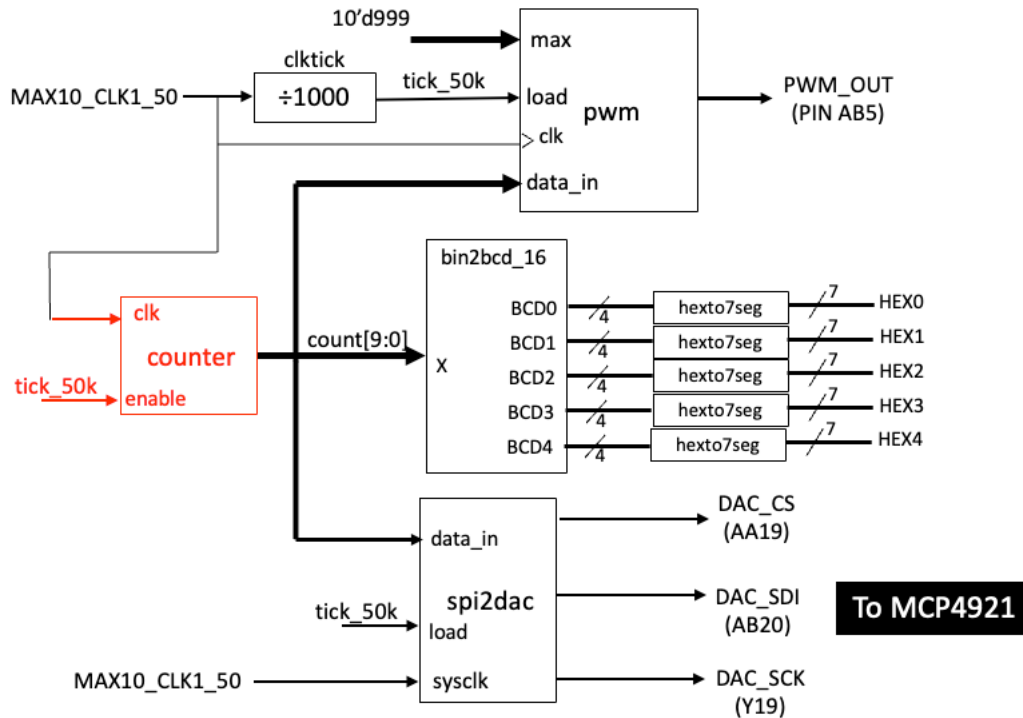 10'd999
max
clktick
MAX10_CLK1_50
÷1000
tick_50k
load
pwm
clk
data_in
PWM_OUT
(PIN AB5)
bin2bcd_16
clk
counter
tick_50k
enable
count[9:0]
X
BCD0
4
hexto7seg
7
HEX0
BCD1
4
hexto7seg
7
HEX1
BCD2
4
hexto7seg
7
HEX2
BCD3
4
hexto7seg
7
HEX3
BCD4
4
hexto7seg
7
HEX4
data_in
spi2dac
tick_50k
load
MAX10_CLK1_50
sysclk
DAC_CS
(AA19)
DAC_SDI
(AB20)
DAC_SCK
(Y19)
To MCP4921